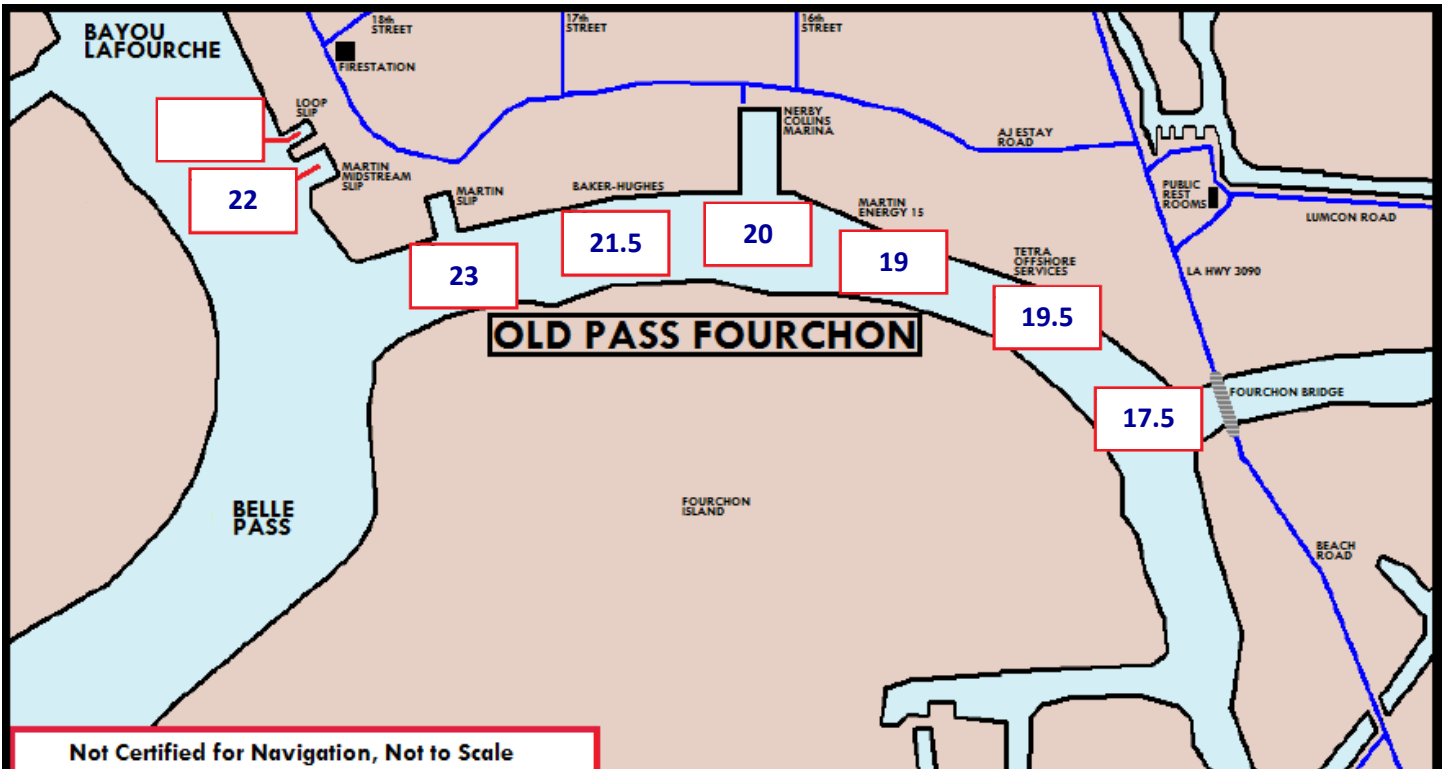 BAYOU
LAFOURCHE
18th
STREET
17th
STREET
16th
STREET
FIRESTATION
LOOP
SLIP
NERBY
COLLINS
MARINA
AJ ESTAY
ROAD
MARTIN
MIDSTREAM
SLIP
22
MARTIN
SLIP
BAKER-HUGHES
PUBLIC
REST
ROOMS
LUMCON ROAD
MARTIN
ENERGY 15
23
21.5
20
19
TETRA
OFFSHORE
SERVICES
LA HWY 3090
19.5
OLD PASS FOURCHON
17.5
FOURCHON BRIDGE
BELLE
PASS
FOURCHON
ISLAND
BEACH
ROAD
Not Certified for Navigation, Not to Scale